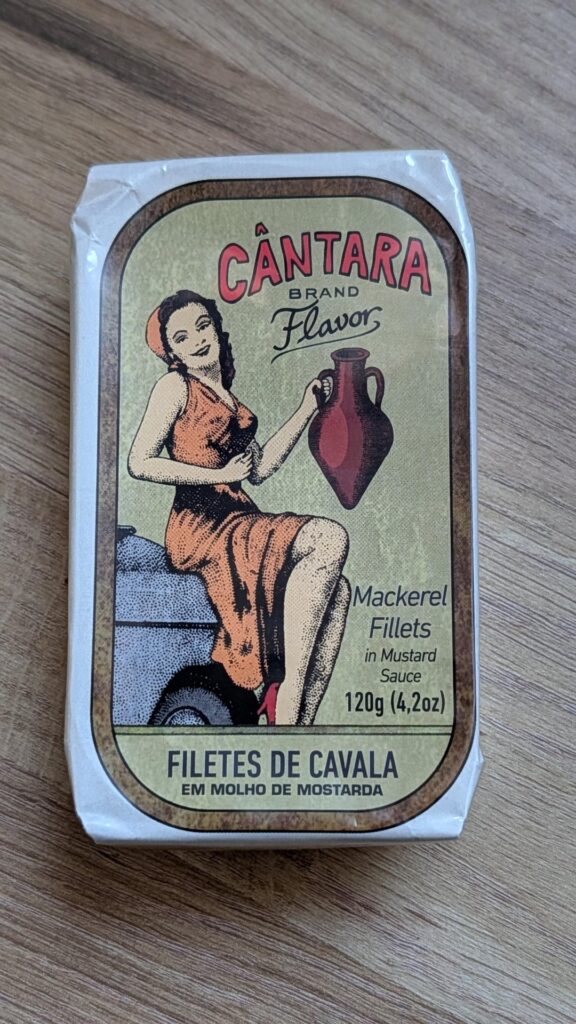 CÂNTARA
BRAND
Flavor
Mackerel
Fillets
in Mustard
Sauce
120g (4,2oz)
FILETES DE CAVALA
EM MOLHO DE MOSTARDA